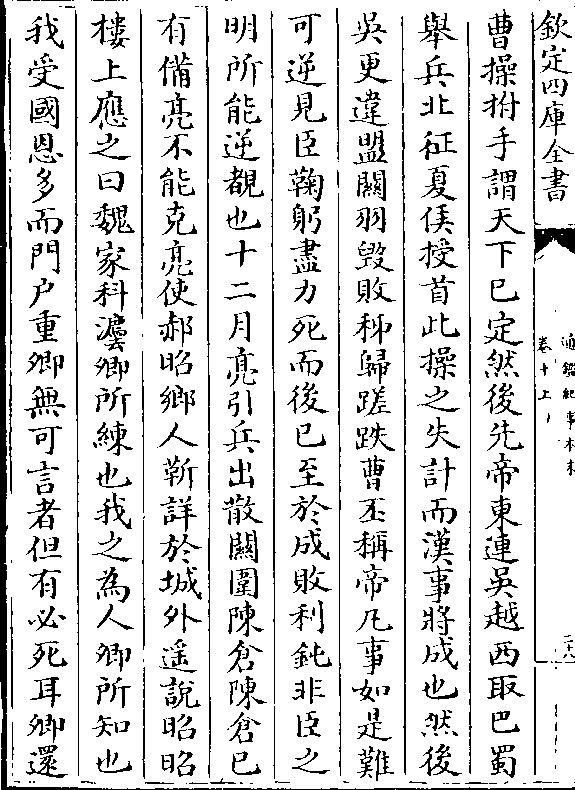 欽定四庫全書
通鑑紀事本末
卷十上
二十八
曹操拊手謂天下已定然後先帝東連吳越西取巴蜀
舉兵北征夏侯授首此操之失計而漢事將成也然後
吳更違盟關羽毀敗秭歸蹉跌曹丕稱帝凡事如是難
可逆見臣鞠躬盡力死而後已至於成敗利鈍非臣之
明所能逆覩也十二月亮引兵出散關圍陳倉陳倉已
有備亮不能克亮使郝昭鄉人靳詳於城外遥說昭昭
樓上應之曰魏家科灋卿所練也我之為人卿所知也
我受國恩多而門户重卿無可言者但有必死耳卿還